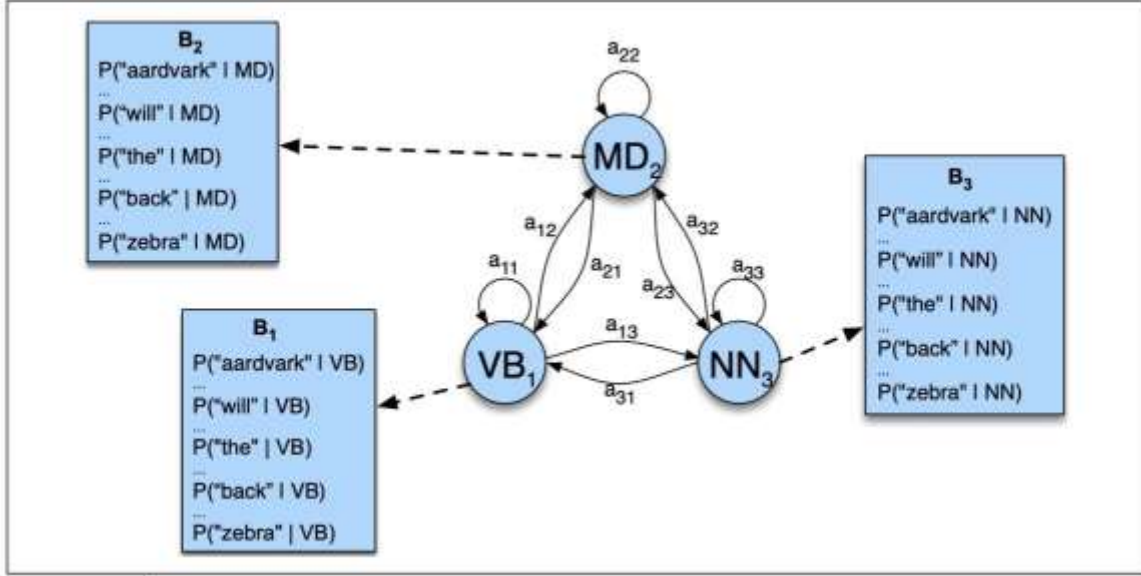 B2
P("aardvark" | MD)
...
P("will" | MD)
...
P("the" | MD)
...
P("back" | MD)
...
P("zebra" | MD)
a22
MD2
a12
a21
a32
a23
a11
VB1
a13
a31
a33
NN3
B1
P("aardvark" | VB)
...
P("will" | VB)
...
P("the" | VB)
...
P("back" | VB)
...
P("zebra" | VB)
B3
P("aardvark" | NN)
...
P("will" | NN)
...
P("the" | NN)
...
P("back" | NN)
...
P("zebra" | NN)